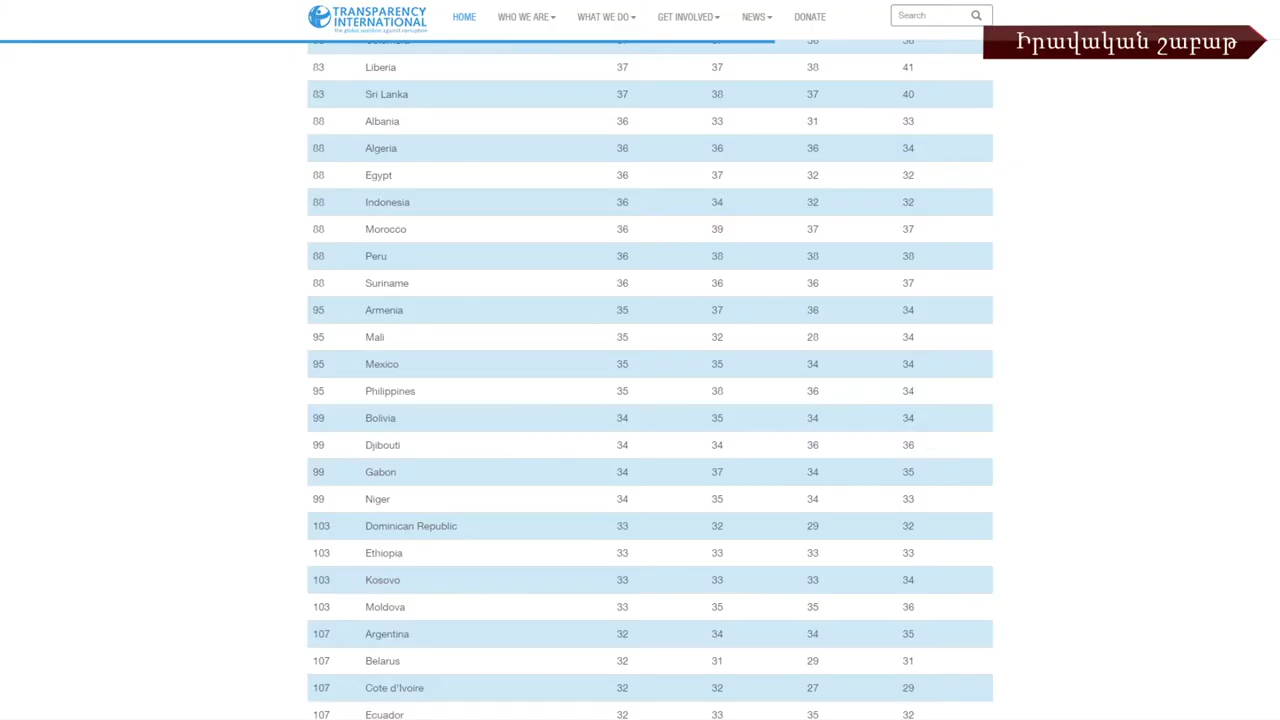 TRANSPARENCY INTERNATIONAL
the global coalition against corruption
HOME WHO WE ARE WHAT WE DO GET INVOLVED NEWS DONATE
Search
Իրավական շաբաթ
83 Liberia 37 37 38 41
83 Sri Lanka 37 38 37 40
88 Albania 36 33 31 33
88 Algeria 36 36 36 34
88 Egypt 36 37 32 32
88 Indonesia 36 34 32 32
88 Morocco 36 39 37 37
88 Peru 36 38 38 38
88 Suriname 36 36 36 37
95 Armenia 35 37 36 34
95 Mali 35 32 28 34
95 Mexico 35 35 34 34
95 Philippines 35 38 36 34
99 Bolivia 34 35 34 34
99 Djibouti 34 34 36 36
99 Gabon 34 37 34 35
99 Niger 34 35 34 33
103 Dominican Republic 33 32 29 32
103 Ethiopia 33 33 33 33
103 Kosovo 33 33 33 34
103 Moldova 33 35 35 36
107 Argentina 32 34 34 35
107 Belarus 32 31 29 31
107 Cote d'Ivoire 32 32 27 29
107 Ecuador 32 33 35 32